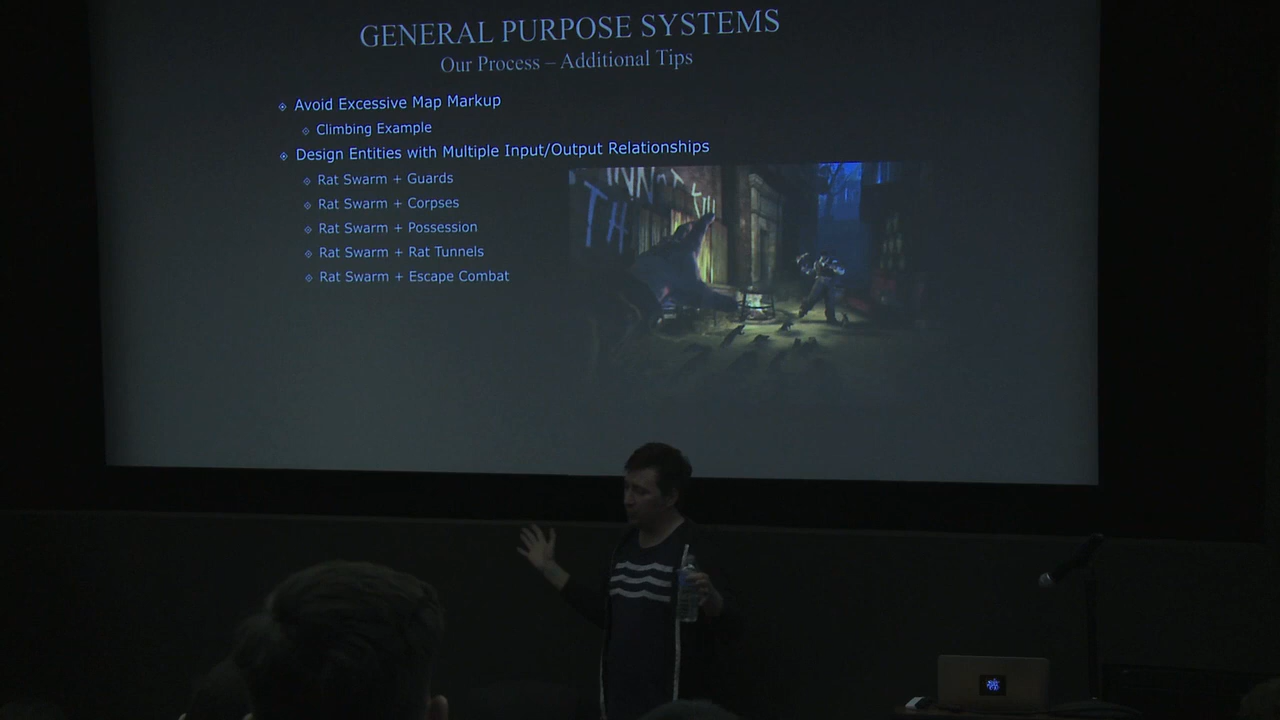 GENERAL PURPOSE SYSTEMS
Our Process – Additional Tips
Avoid Excessive Map Markup
Climbing Example
Design Entities with Multiple Input/Output Relationships
Rat Swarm + Guards
Rat Swarm + Corpses
Rat Swarm + Possession
Rat Swarm + Rat Tunnels
Rat Swarm + Escape Combat